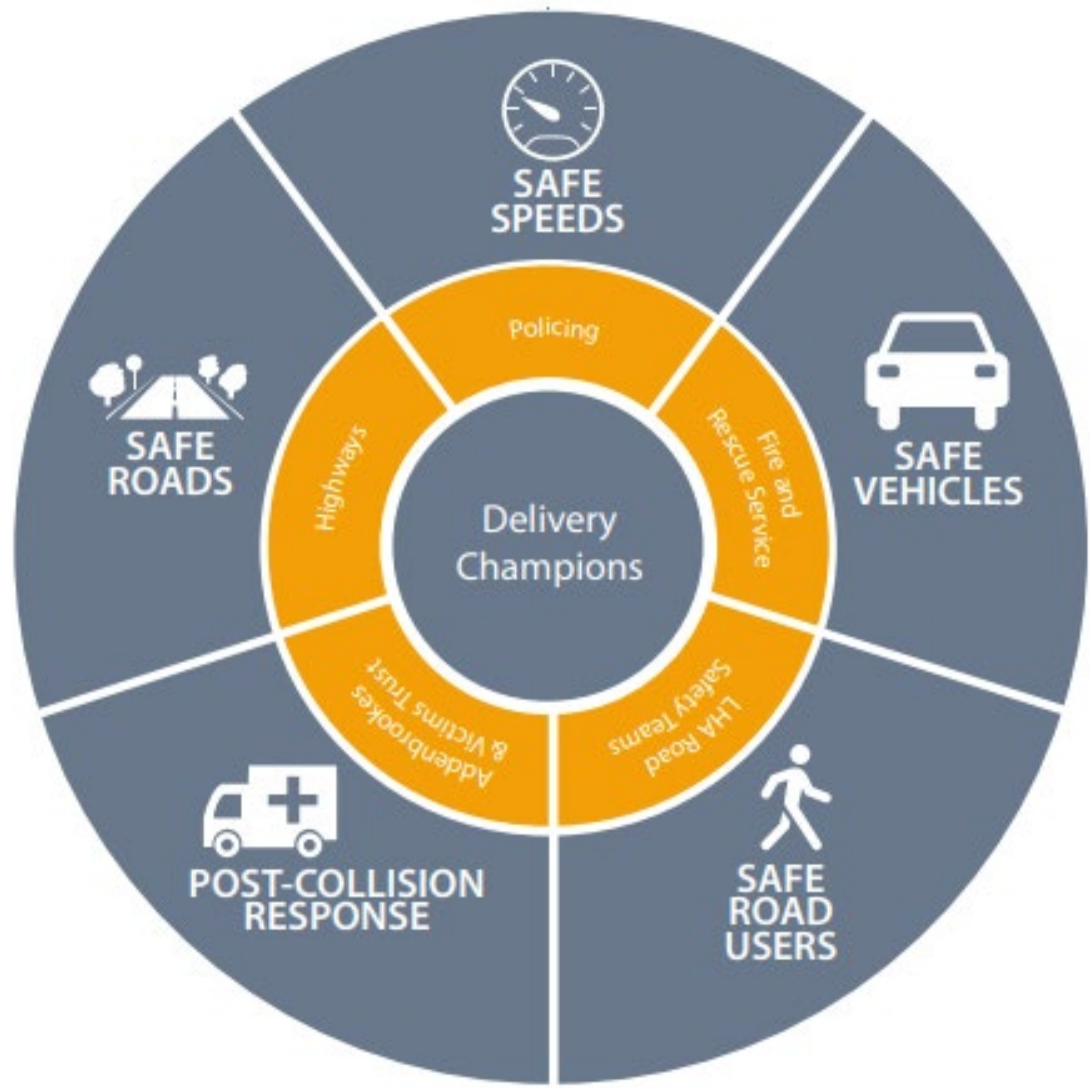 SAFE
SPEEDS
Policing
SAFE
VEHICLES
Fire and
Rescue Service
SAFE
ROAD
USERS
LHA Road
Safety Teams
POST-COLLISION
RESPONSE
Addenbrookes
& Victims Trust
SAFE
ROADS
Highways
Delivery
Champions